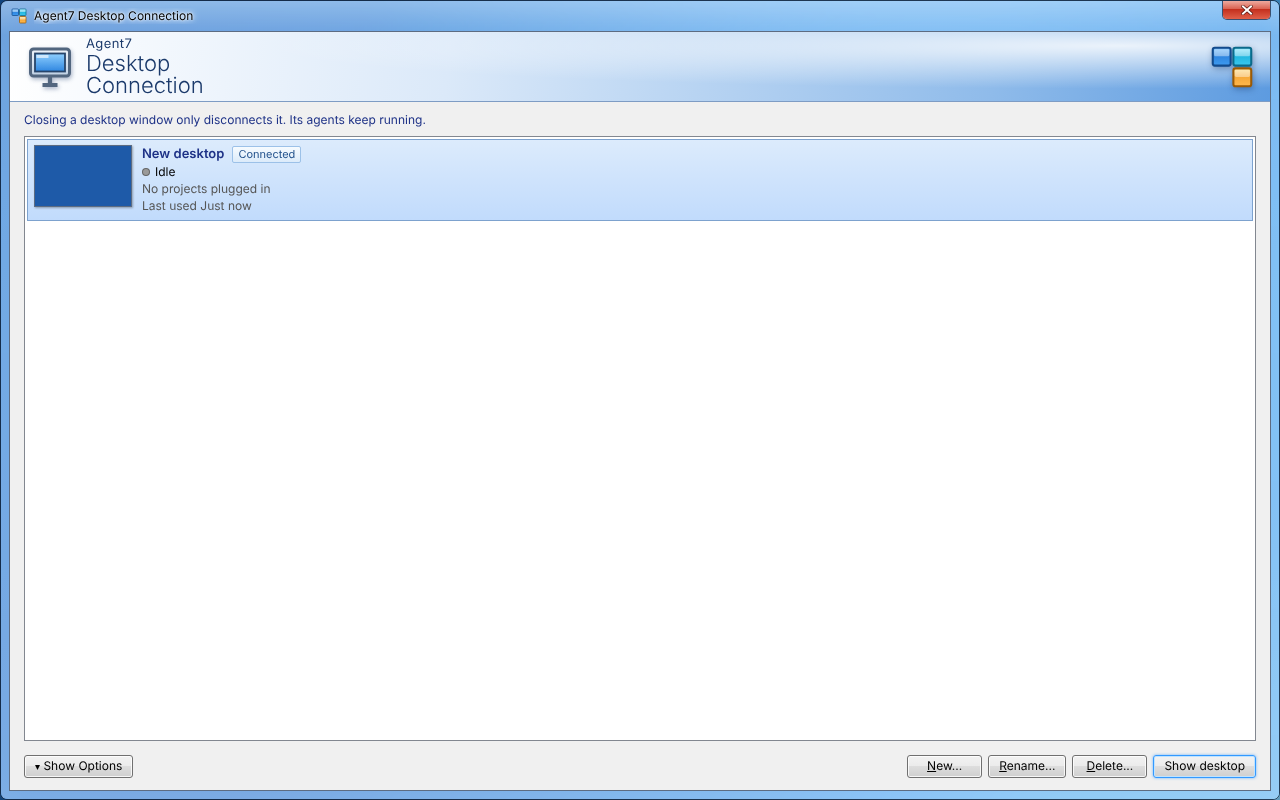 Agent7 Desktop Connection
Agent7
Desktop
Connection
Closing a desktop window only disconnects it. Its agents keep running.
New desktop Connected
Idle
No projects plugged in
Last used Just now
▾ Show Options New... Rename... Delete... Show desktop